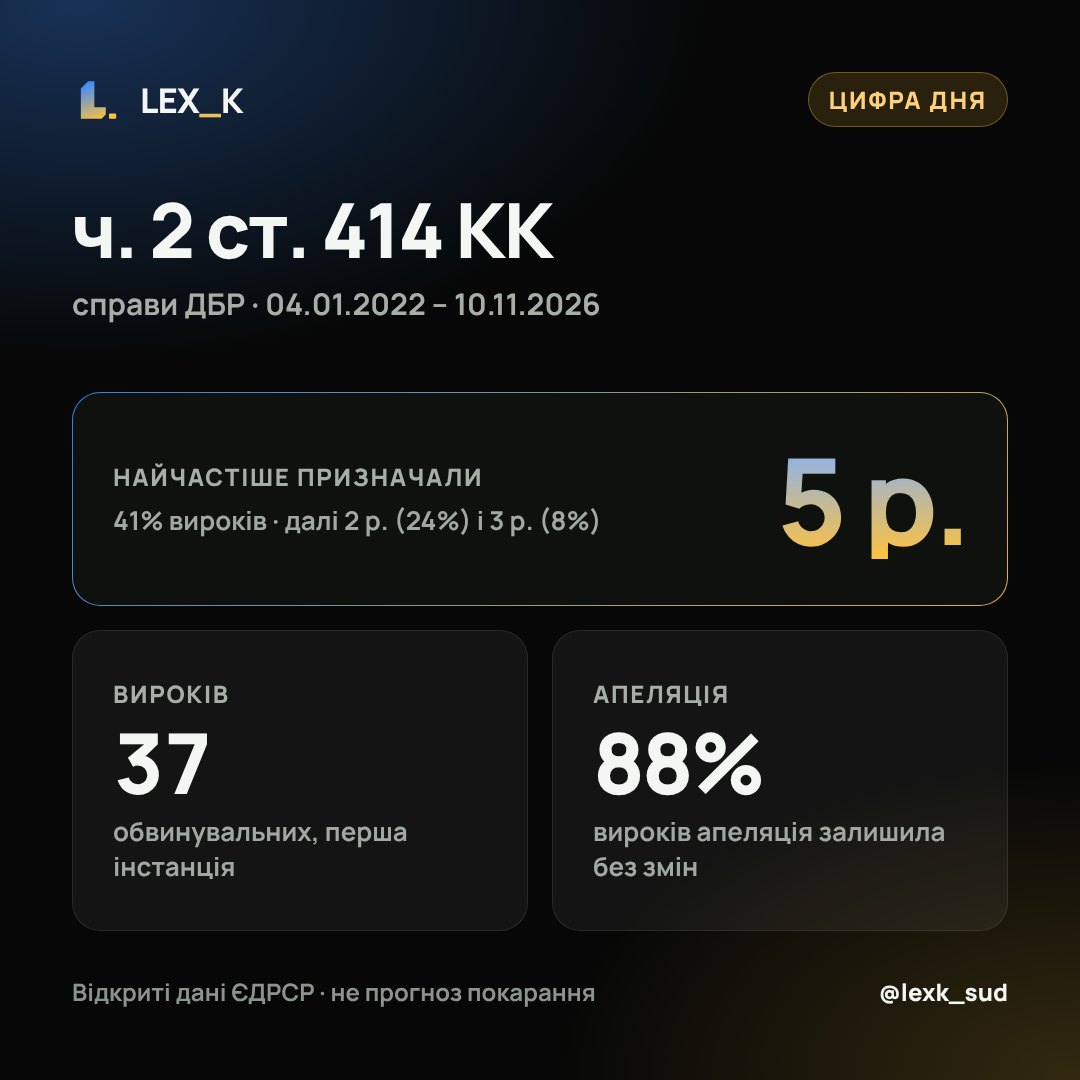 LEX_K
ЦИФРА ДНЯ
ч. 2 ст. 414 КК
справи ДБР · 04.01.2022 – 10.11.2026
НАЙЧАСТІШЕ ПРИЗНАЧАЛИ
41% вироків · далі 2 р. (24%) і 3 р. (8%)
5 р.
ВИРОКІВ
37
обвинувальних, перша
інстанція
АПЕЛЯЦІЯ
88%
вироків апеляція залишила
без змін
Відкриті дані ЄДРСР · не прогноз покарання
@lexk_sud